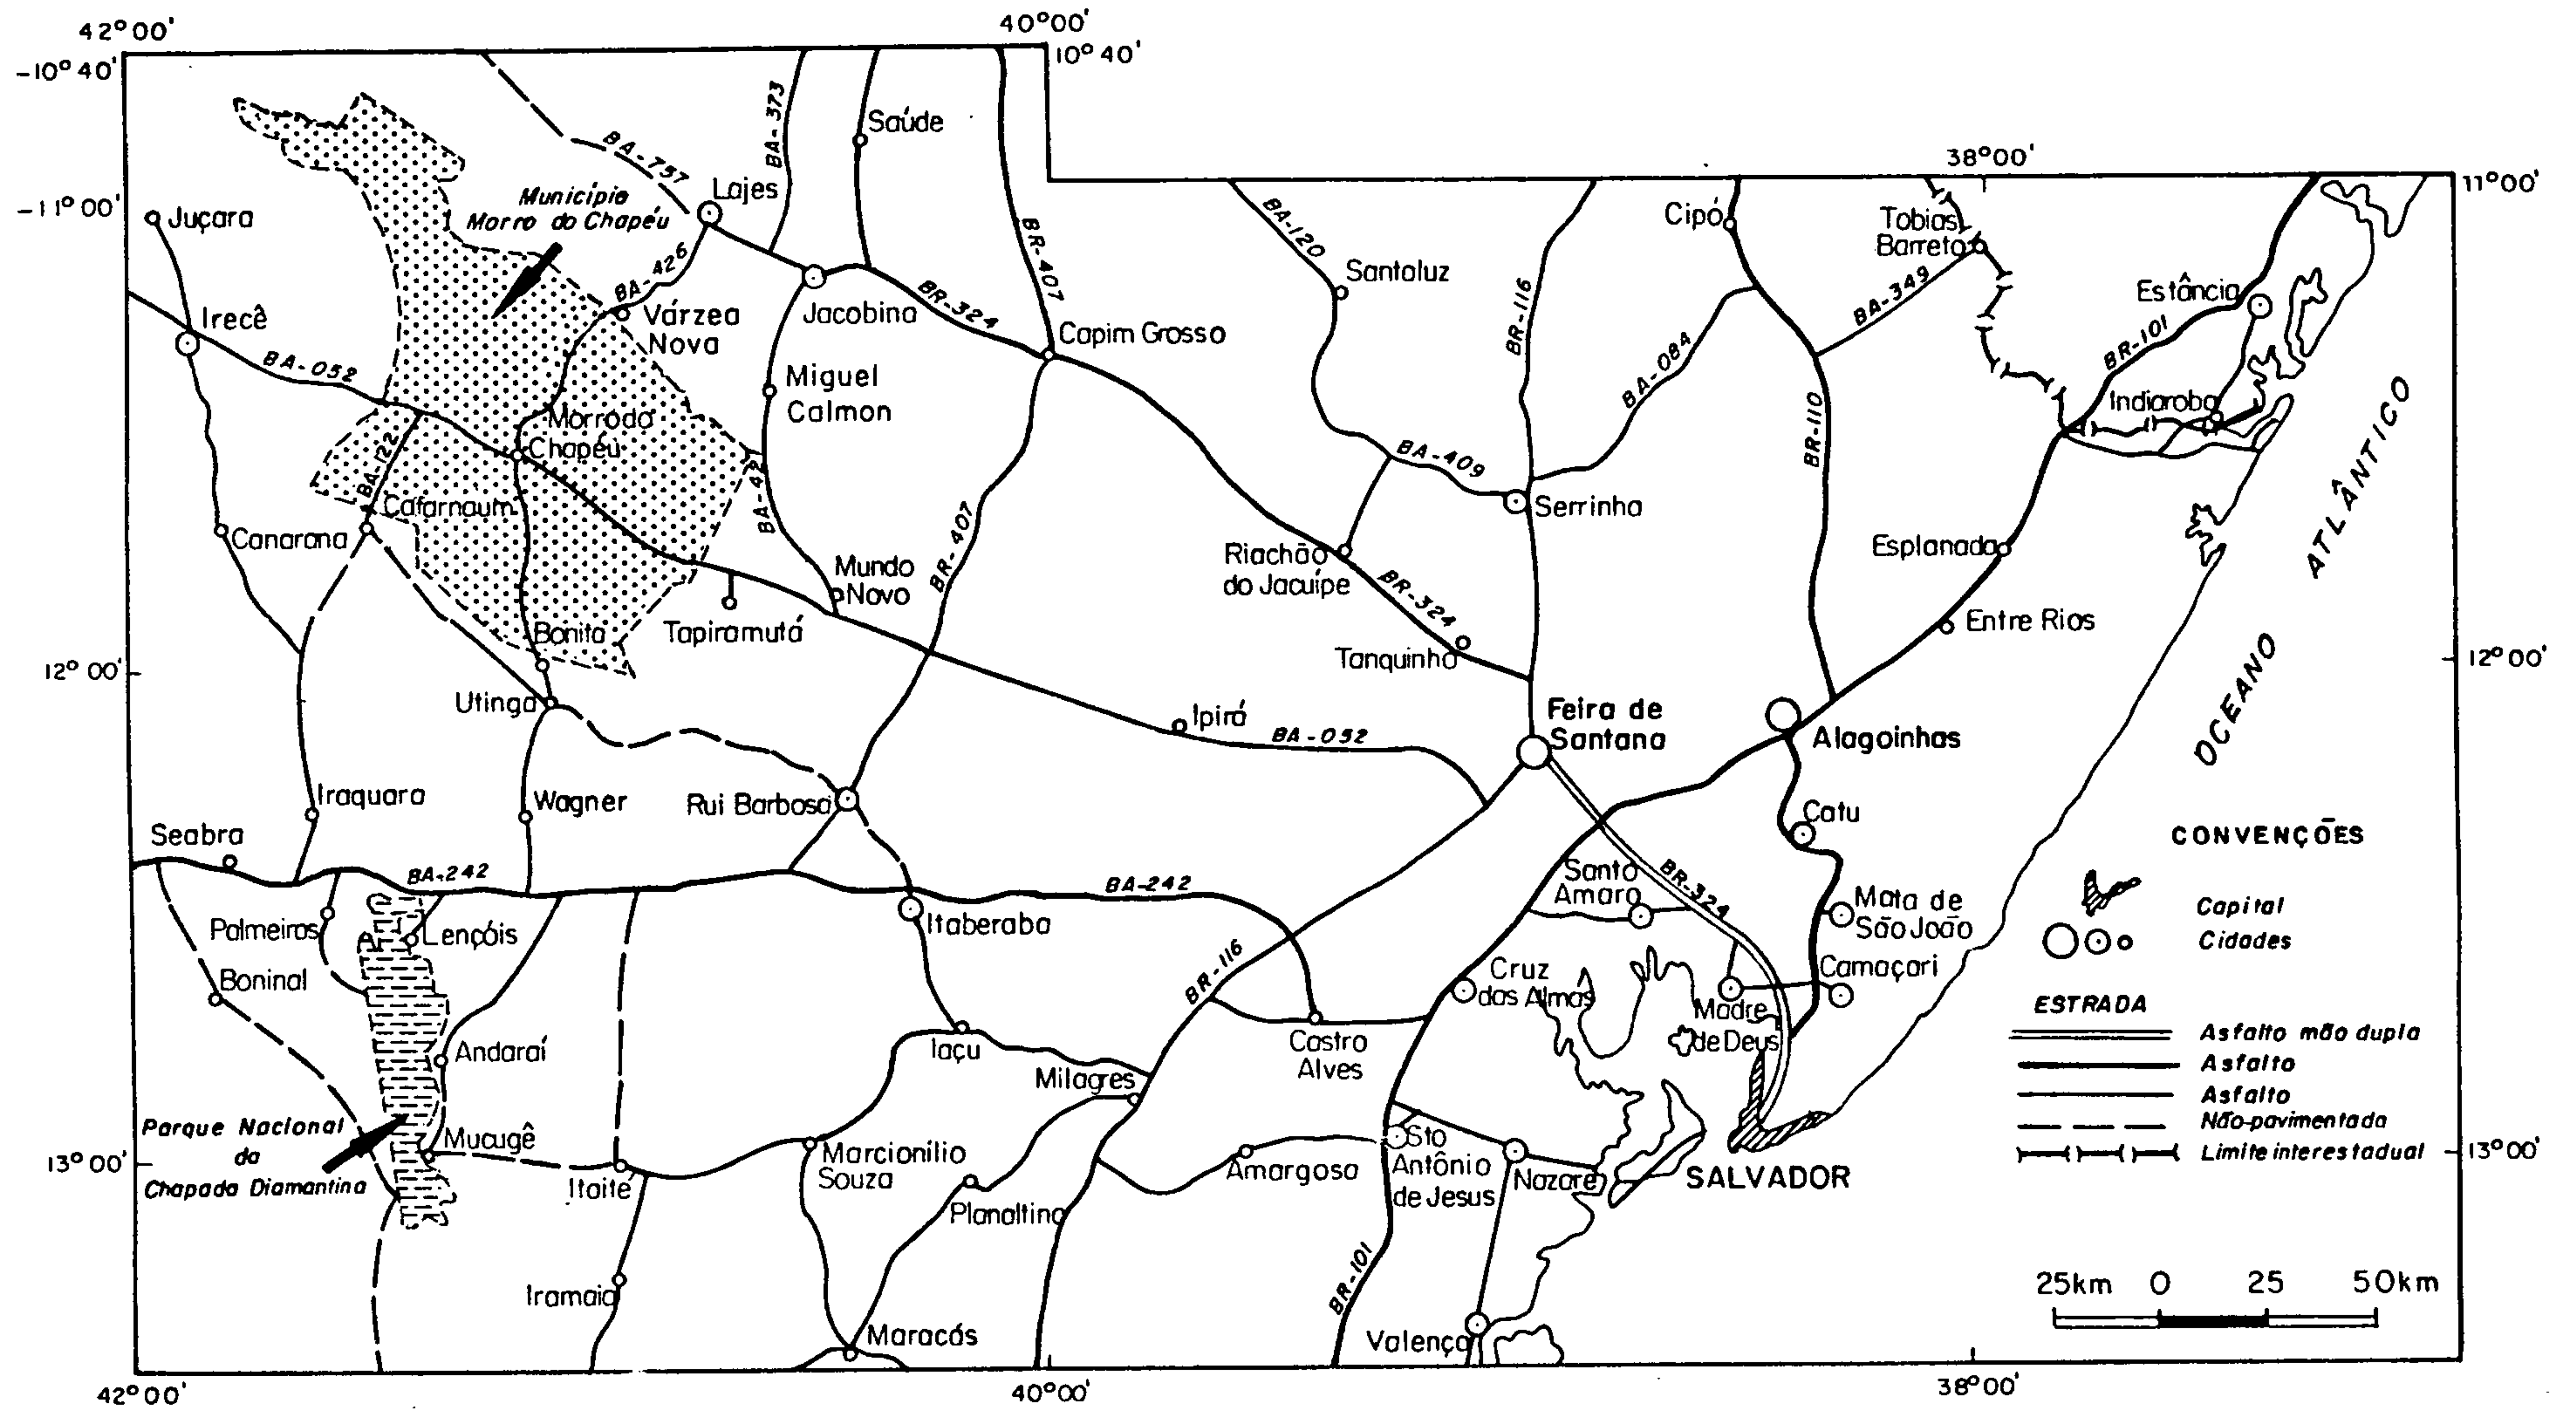 42°00'
40°00'
-10°40'
10°40'
38°00'
11°00'
-11°00'
BA-757
BA-373
Saúde
Lajes
Município
Morro do Chapéu
Juçara
BR-407
BA-120
Cipó
Tobias
Barreto
Santaluz
BR-116
BA-349
Estância
BA-426
Várzea
Nova
Jacobina
BR-324
Capim Grosso
Irecê
BA-052
BA-084
BR-101
Miguel
Calmon
BR-110
Indiaroba
Morro do
Chapéu
BA-122
BA-42
BA-409
Serrinha
Cafarnaum
Canarana
BR-407
Riachão
do Jacuípe
Esplanada
OCEANO ATLÂNTICO
Mundo
Novo
BR-324
Bonito
Tapiramutá
Tanquinho
Entre Rios
12°00'
12°00'
Utinga
Ipirá
BA-052
Feira de
Santana
Alagoinhas
Iraquara
Wagner
Rui Barbosa
Catu
Seabra
CONVENÇÕES
BA-242
BA-242
Santo
Amaro
BR-324
Mata de
São João
Capital
Cidades
Palmeiras
Lençóis
Itaberaba
Boninal
BR-116
Cruz
das Almas
Camaçari
Madre
de Deus
ESTRADA
Asfalto mão dupla
Asfalto
Asfalto
Não-pavimentada
Limite interestadual
Andaraí
Iaçu
Castro
Alves
Milagres
Parque Nacional
da
Chapada Diamantina
Mucugê
13°00'
13°00'
Itaité
Marcionílio
Souza
Amargosa
Sto
Antônio
de Jesus
Nazaré
SALVADOR
Planaltino
Iramaia
BR-101
25km 0 25 50km
Maracás
Valença
42°00'
40°00'
38°00'